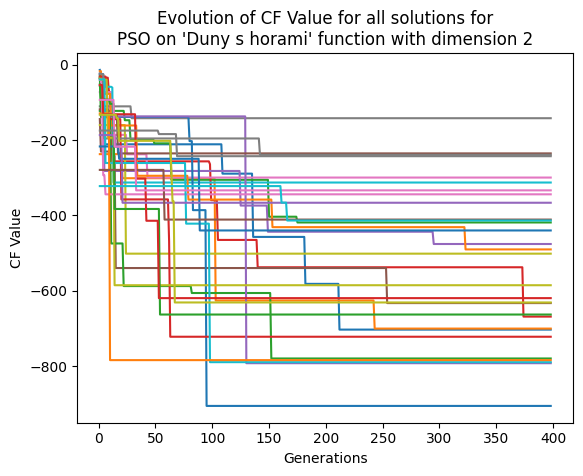 Evolution of CF Value for all solutions for
PSO on 'Duny s horami' function with dimension 2
0
−200
−400
−600
−800
CF Value
0 50 100 150 200 250 300 350 400
Generations